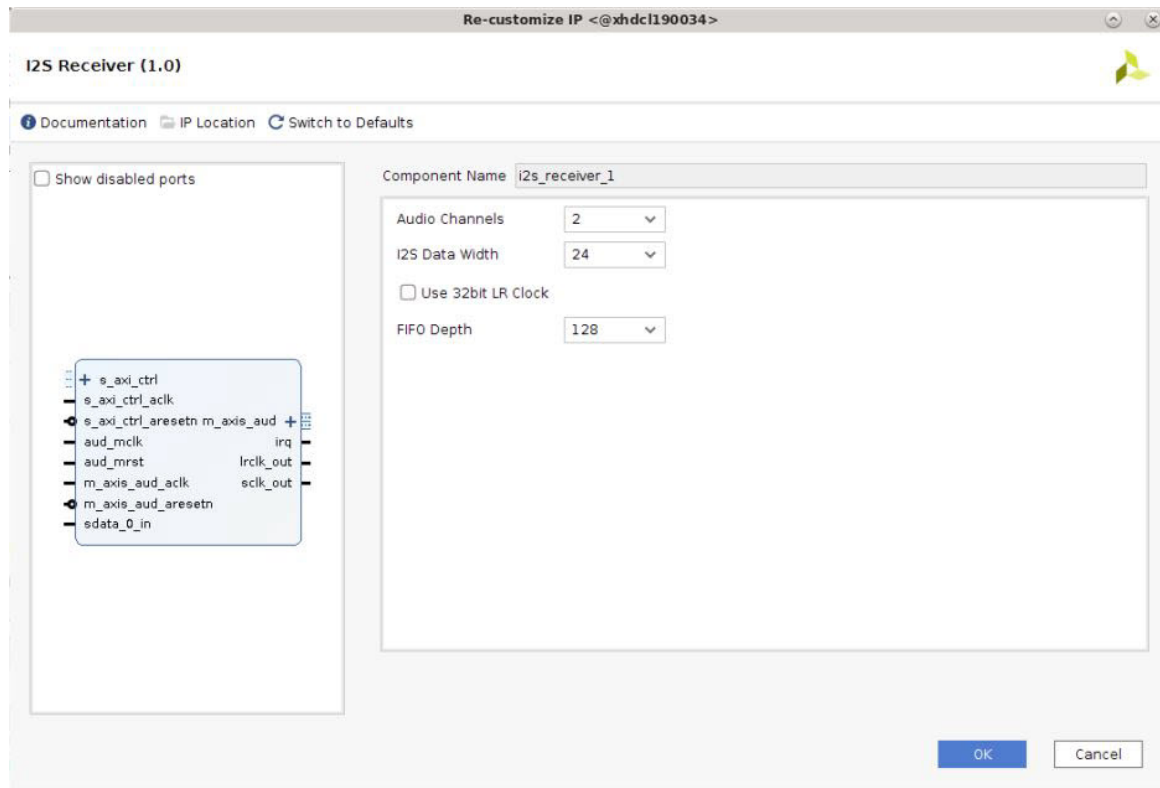 Re-customize IP <@xhdcl190034>
I2S Receiver (1.0)
Documentation IP Location Switch to Defaults
Show disabled ports
s_axi_ctrl
s_axi_ctrl_aclk
s_axi_ctrl_aresetn m_axis_aud
aud_mclk irq
aud_mrst lrclk_out
m_axis_aud_aclk sclk_out
m_axis_aud_aresetn
sdata_0_in
Component Name i2s_receiver_1
Audio Channels 2
I2S Data Width 24
Use 32bit LR Clock
FIFO Depth 128
OK Cancel